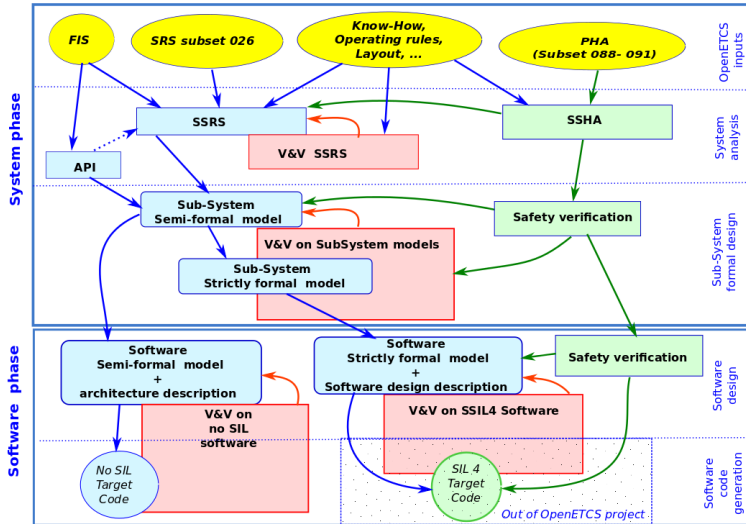 FIS
SRS subset 026
Know-How,
Operating rules,
Layout, ...
PHA
(Subset 088- 091)
OpenETCS
inputs
System phase
SSRS
V&V SSRS
SSHA
API
System
analysis
Sub-System
Semi-formal model
Safety verification
V&V on SubSystem models
Sub-System
Strictly formal model
Sub-System
formal design
Software phase
Software
Semi-formal model
+
architecture description
Software
Strictly formal model
+
Software design description
Safety verification
Software
design
V&V on
no SIL
software
V&V on SSIL4 Software
No SIL
Target
Code
SIL 4
Target
Code
Out of OpenETCS project
Software
code
generation